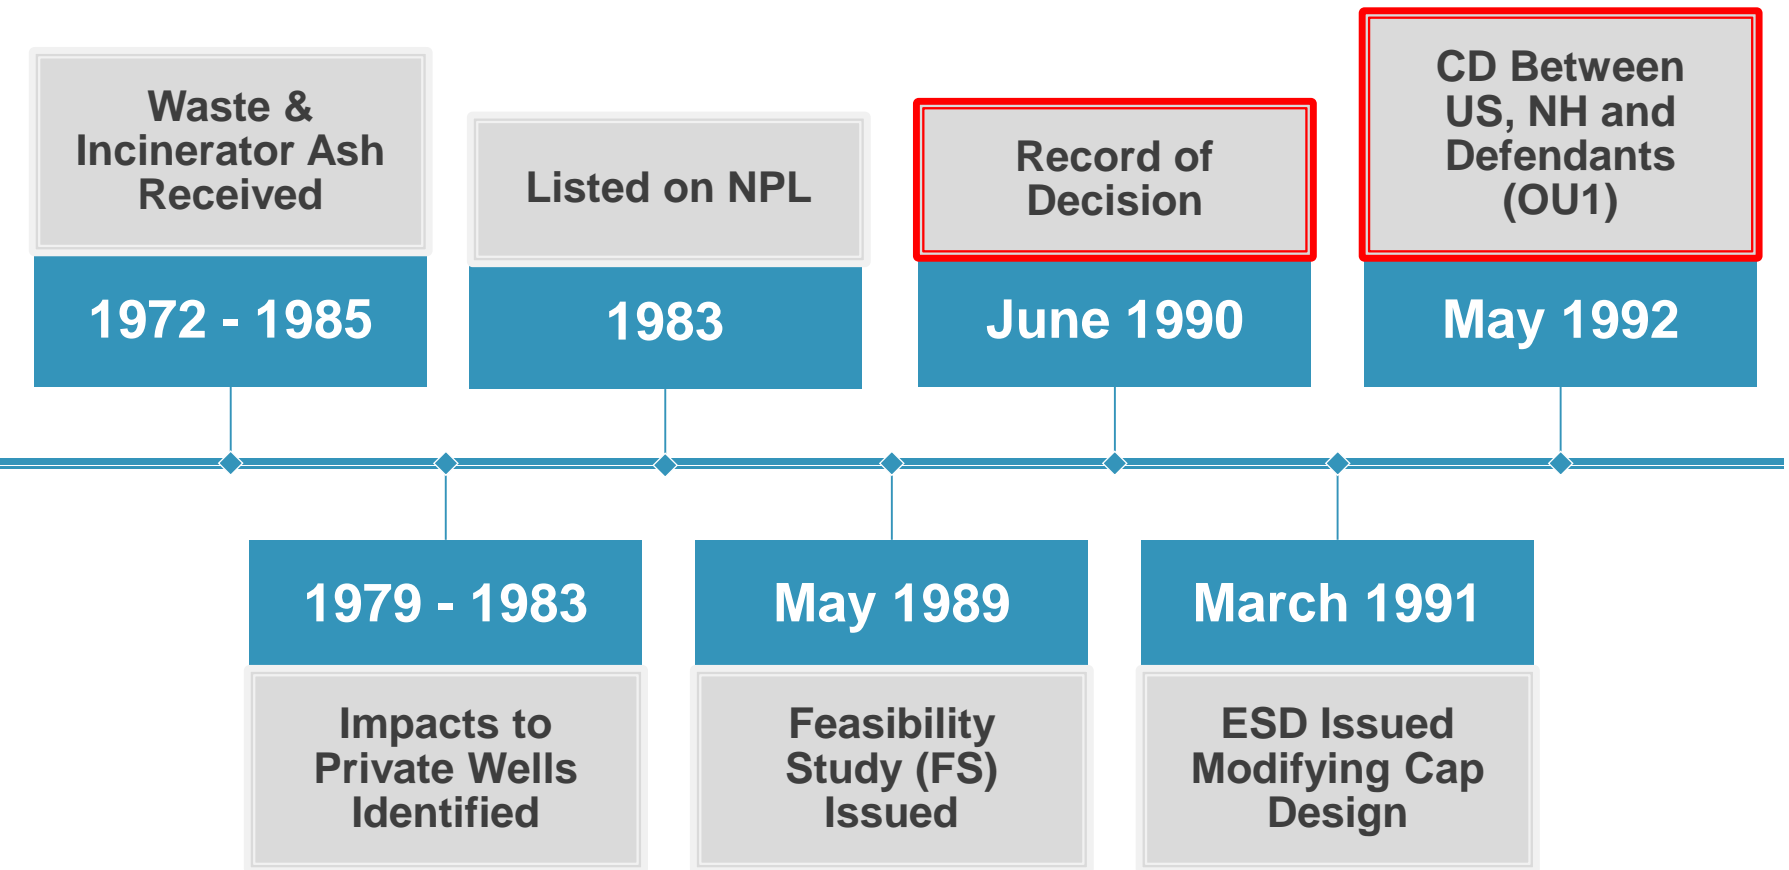 Waste &
Incinerator Ash
Received
1972 - 1985
Listed on NPL
1983
Record of
Decision
June 1990
CD Between
US, NH and
Defendants
(OU1)
May 1992
1979 - 1983
Impacts to
Private Wells
Identified
May 1989
Feasibility
Study (FS)
Issued
March 1991
ESD Issued
Modifying Cap
Design